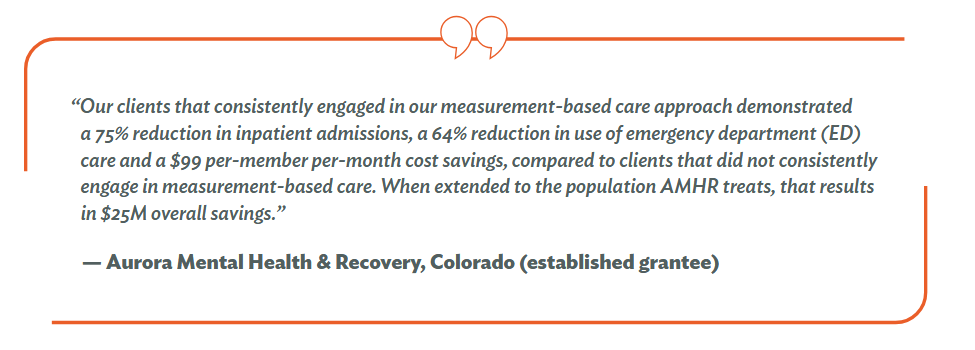 “Our clients that consistently engaged in our measurement-based care approach demonstrated
a 75% reduction in inpatient admissions, a 64% reduction in use of emergency department (ED)
care and a $99 per-member per-month cost savings, compared to clients that did not consistently
engage in measurement-based care. When extended to the population AMHR treats, that results
in $25M overall savings.”
— Aurora Mental Health & Recovery, Colorado (established grantee)